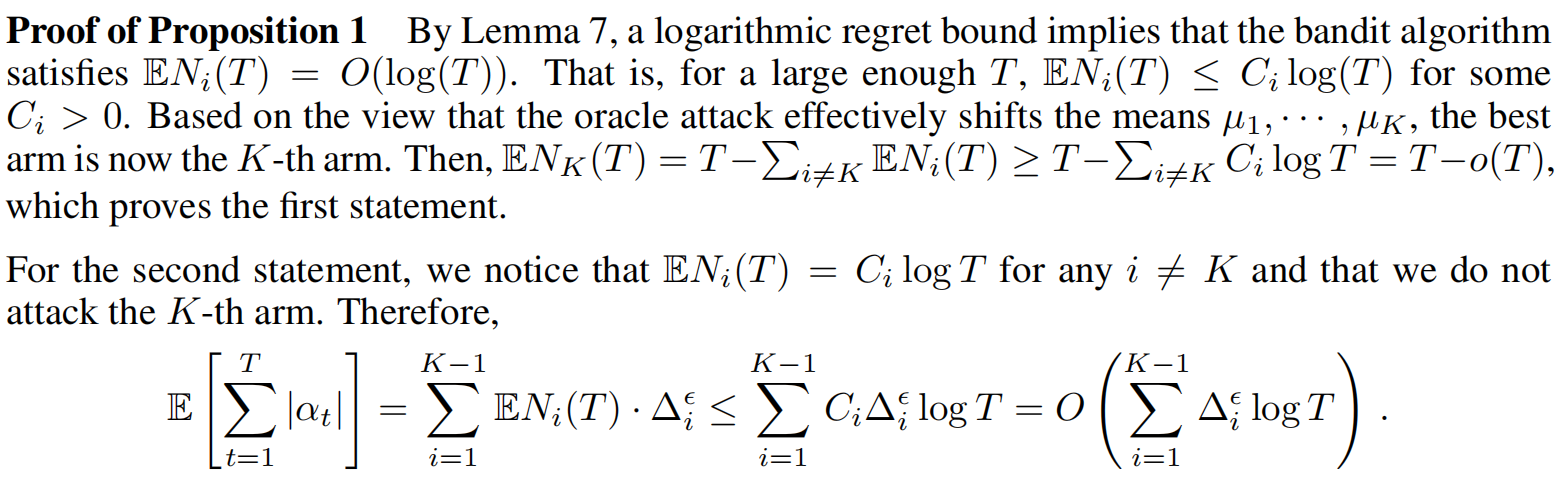 Proof of Proposition 1 By Lemma 7, a logarithmic regret bound implies that the bandit algorithm
satisfies $\mathbb{E}N_i(T) = O(\log(T))$. That is, for a large enough $T$, $\mathbb{E}N_i(T) \leq C_i \log(T)$ for some
$C_i > 0$. Based on the view that the oracle attack effectively shifts the means $\mu_1, \cdots, \mu_K$, the best
arm is now the $K$-th arm. Then, $\mathbb{E}N_K(T) = T - \sum_{i \neq K} \mathbb{E}N_i(T) \geq T - \sum_{i \neq K} C_i \log T = T - o(T)$,
which proves the first statement.
For the second statement, we notice that $\mathbb{E}N_i(T) = C_i \log T$ for any $i \neq K$ and that we do not
attack the $K$-th arm. Therefore,
$\mathbb{E}\left[\sum_{t=1}^{T} |\alpha_t|\right] = \sum_{i=1}^{K-1} \mathbb{E}N_i(T) \cdot \Delta_i^{\epsilon} \leq \sum_{i=1}^{K-1} C_i \Delta_i^{\epsilon} \log T = O\left(\sum_{i=1}^{K-1} \Delta_i^{\epsilon} \log T\right).$